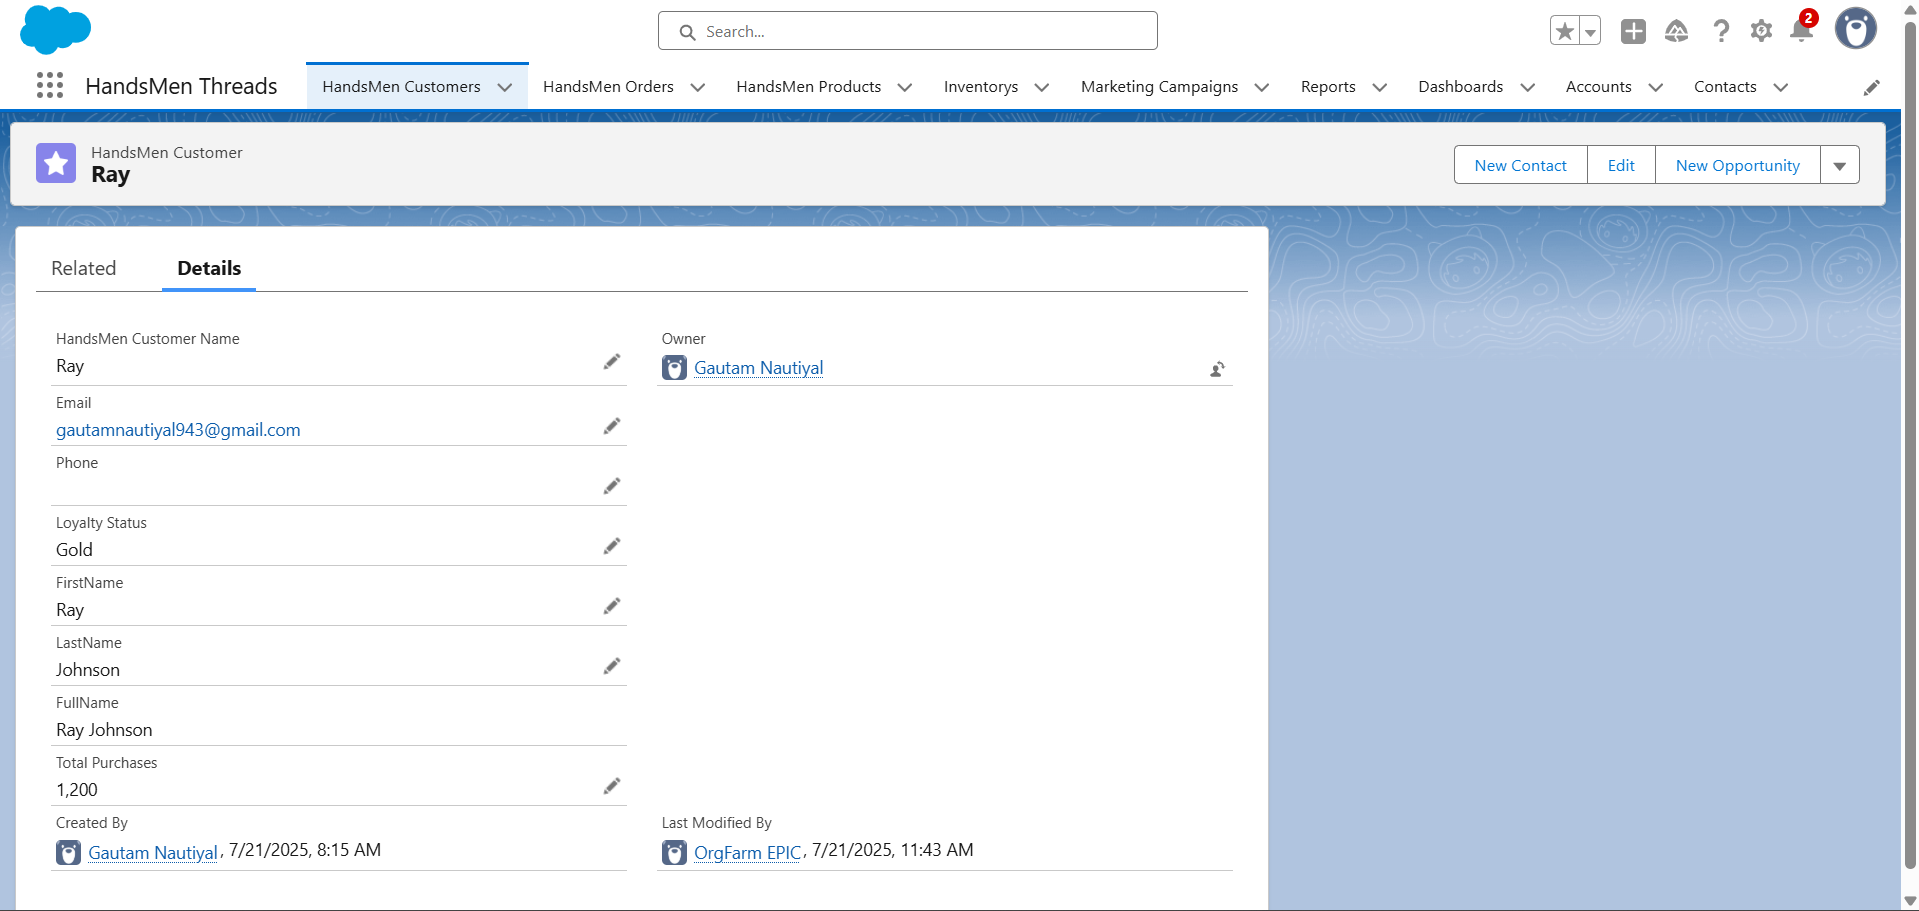 Search...
2
HandsMen Threads
HandsMen Customers
HandsMen Orders
HandsMen Products
Inventorys
Marketing Campaigns
Reports
Dashboards
Accounts
Contacts
HandsMen Customer
Ray
New Contact
Edit
New Opportunity
Related
Details
HandsMen Customer Name
Ray
Owner
Gautam Nautiyal
Email
gautamnautiyal943@gmail.com
Phone
Loyalty Status
Gold
FirstName
Ray
LastName
Johnson
FullName
Ray Johnson
Total Purchases
1,200
Created By
Gautam Nautiyal, 7/21/2025, 8:15 AM
Last Modified By
OrgFarm EPIC, 7/21/2025, 11:43 AM